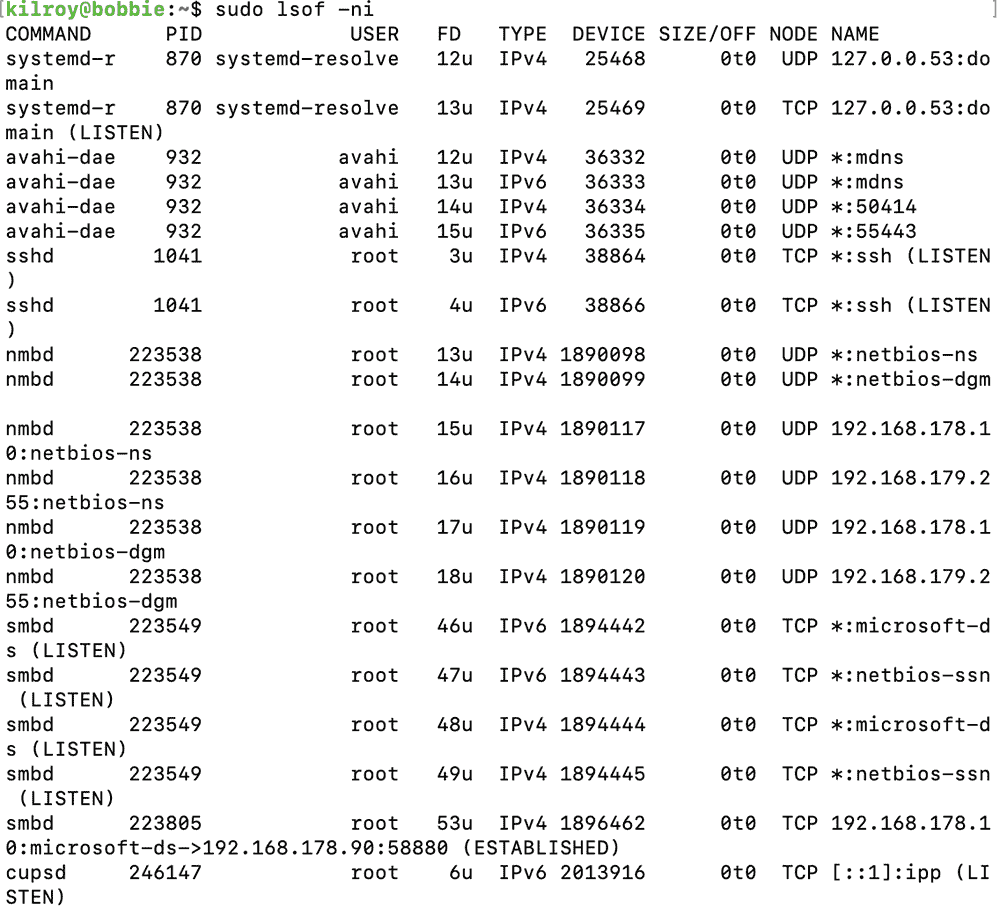 [kilroy@bobbie:~$ sudo lsof -ni ]
COMMAND      PID            USER   FD   TYPE  DEVICE SIZE/OFF NODE NAME
systemd-r    870 systemd-resolve   12u  IPv4   25468      0t0  UDP 127.0.0.53:do
main
systemd-r    870 systemd-resolve   13u  IPv4   25469      0t0  TCP 127.0.0.53:do
main (LISTEN)
avahi-dae    932           avahi   12u  IPv4   36332      0t0  UDP *:mdns
avahi-dae    932           avahi   13u  IPv6   36333      0t0  UDP *:mdns
avahi-dae    932           avahi   14u  IPv4   36334      0t0  UDP *:50414
avahi-dae    932           avahi   15u  IPv6   36335      0t0  UDP *:55443
sshd        1041            root    3u  IPv4   38864      0t0  TCP *:ssh (LISTEN
)
sshd        1041            root    4u  IPv6   38866      0t0  TCP *:ssh (LISTEN
)
nmbd      223538            root   13u  IPv4 1890098      0t0  UDP *:netbios-ns
nmbd      223538            root   14u  IPv4 1890099      0t0  UDP *:netbios-dgm
nmbd      223538            root   15u  IPv4 1890117      0t0  UDP 192.168.178.1
0:netbios-ns
nmbd      223538            root   16u  IPv4 1890118      0t0  UDP 192.168.179.2
55:netbios-ns
nmbd      223538            root   17u  IPv4 1890119      0t0  UDP 192.168.178.1
0:netbios-dgm
nmbd      223538            root   18u  IPv4 1890120      0t0  UDP 192.168.179.2
55:netbios-dgm
smbd      223549            root   46u  IPv6 1894442      0t0  TCP *:microsoft-d
s (LISTEN)
smbd      223549            root   47u  IPv6 1894443      0t0  TCP *:netbios-ssn
 (LISTEN)
smbd      223549            root   48u  IPv4 1894444      0t0  TCP *:microsoft-d
s (LISTEN)
smbd      223549            root   49u  IPv4 1894445      0t0  TCP *:netbios-ssn
 (LISTEN)
smbd      223805            root   53u  IPv4 1896462      0t0  TCP 192.168.178.1
0:microsoft-ds->192.168.178.90:58880 (ESTABLISHED)
cupsd     246147            root    6u  IPv6 2013916      0t0  TCP [::1]:ipp (LI
STEN)